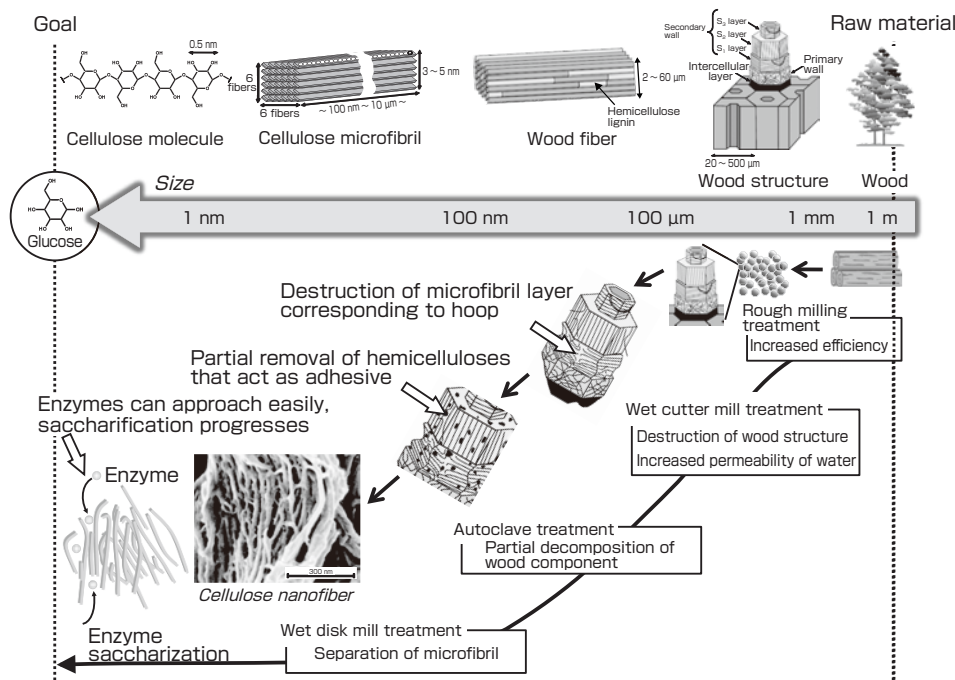 Goal
Raw material
0.5 nm
OH
HO
O
6
fibers
6 fibers
~100 nm~10 µm~
3~5 nm
2~60 µm
Hemicellulose
lignin
Secondary
wall
S₃ layer
S₂ layer
S₁ layer
Intercellular
layer
Primary
wall
20~500 µm
Cellulose molecule
Cellulose microfibril
Wood fiber
Wood structure
Wood
Size
1 nm
100 nm
100 µm
1 mm
1 m
OH
O
HO
OH
Glucose
Destruction of microfibril layer
corresponding to hoop
Partial removal of hemicelluloses
that act as adhesive
Enzymes can approach easily,
saccharification progresses
Enzyme
Rough milling
treatment
Increased efficiency
Wet cutter mill treatment
Destruction of wood structure
Increased permeability of water
Autoclave treatment
Partial decomposition of
wood component
300 nm
Cellulose nanofiber
Enzyme
saccharization
Wet disk mill treatment
Separation of microfibril